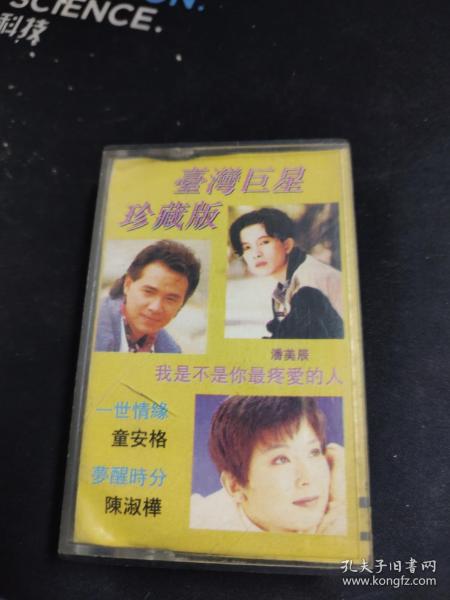 ON.
SCIENCE.
科技
臺灣巨星
珍藏版
潘美辰
我是不是你最疼愛的人
一世情緣
童安格
夢醒時分
陳淑樺
孔夫子旧书网
www.kongfz.com